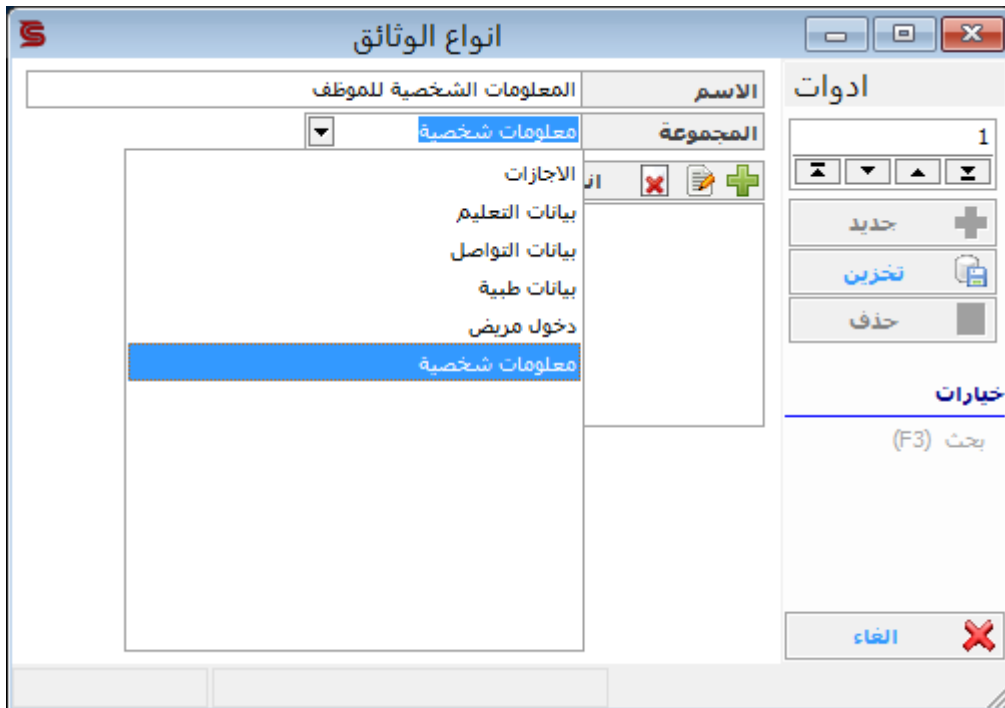 انواع الوثائق
ادوات
1
جديد
تخزين
حذف
خيارات
بحث (F3)
الغاء
الاسم المعلومات الشخصية للموظف
المجموعة معلومات شخصية
الاجازات
بيانات التعليم
بيانات التواصل
بيانات طبية
دخول مريض
معلومات شخصية